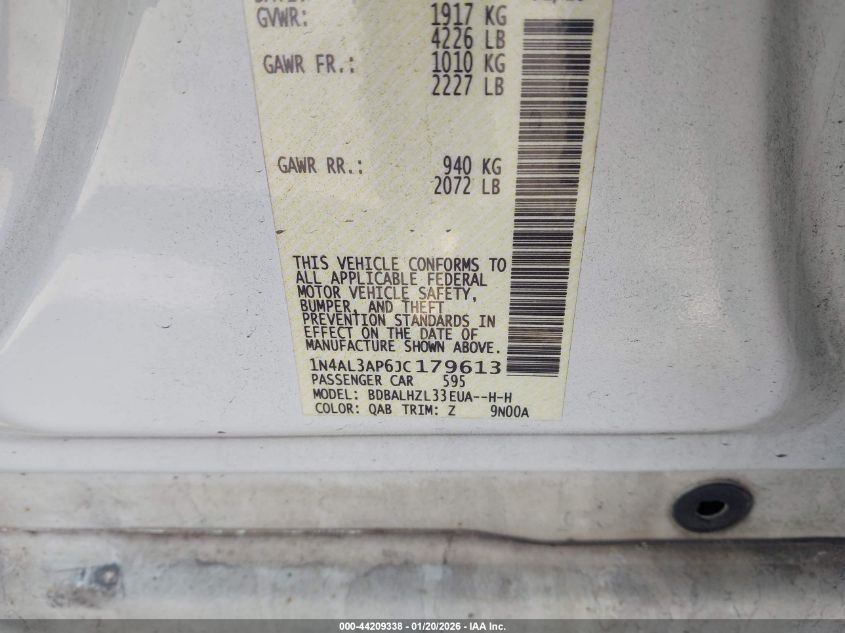 GVWR: 1917 KG
4226 LB
GAWR FR.: 1010 KG
2227 LB
GAWR RR.: 940 KG
2072 LB
THIS VEHICLE CONFORMS TO
ALL APPLICABLE FEDERAL
MOTOR VEHICLE SAFETY,
BUMPER, AND THEFT
PREVENTION STANDARDS IN
EFFECT ON THE DATE OF
MANUFACTURE SHOWN ABOVE.
1N4AL3AP6JC179613
PASSENGER CAR 595
MODEL: BDBALHZL33EUA--H-H
COLOR: QAB TRIM: Z 9N00A
000-44209338 - 01/20/2026 - IAA Inc.